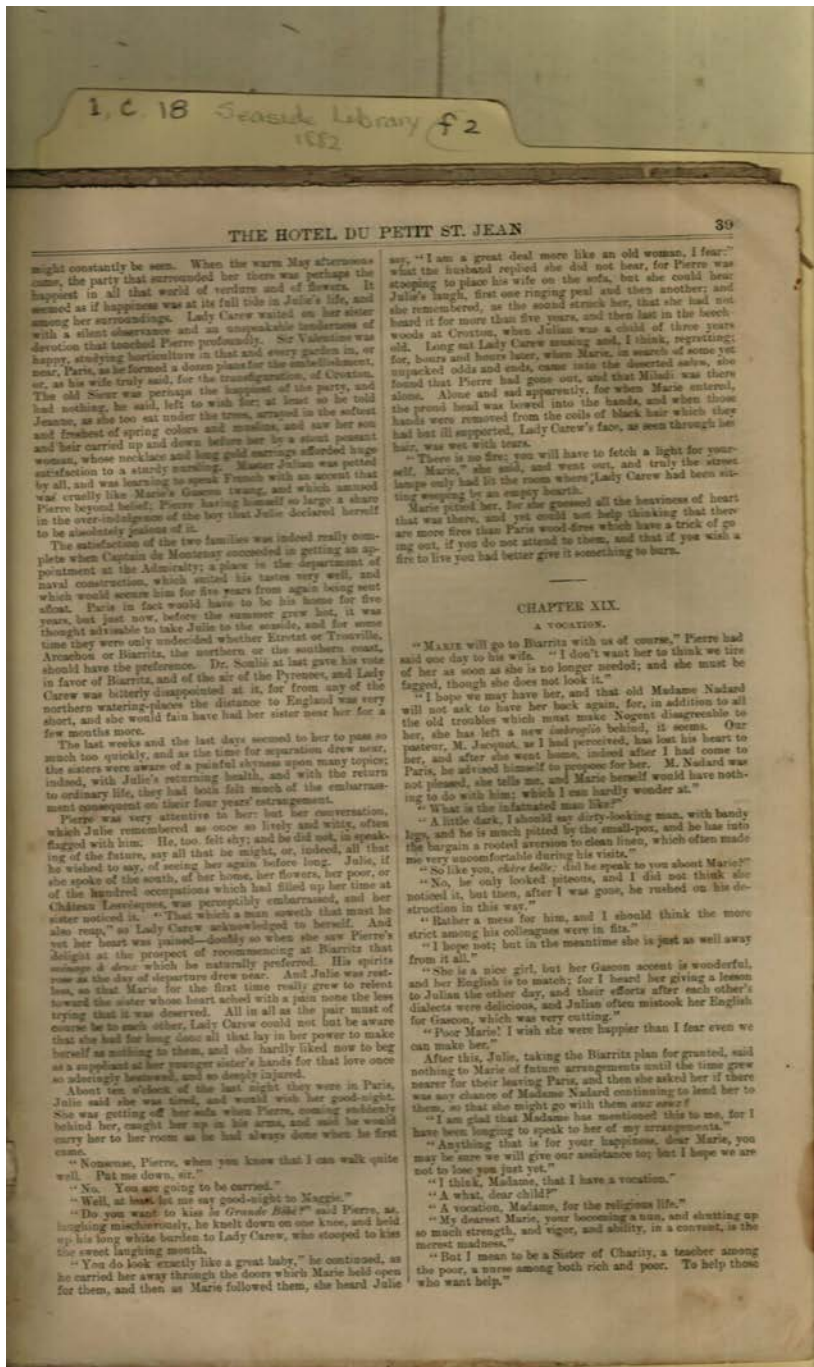 1, C. 18 Seaside Library f 2
1882
THE HOTEL DU PETIT ST. JEAN
39
might constantly be seen. When the warm May afternoons
came, the party that surrounded her there was perhaps the
happiest in all that world of verdure and of flowers. It
seemed as if happiness was at its full tide in Julie's life, and
among her surroundings. Lady Carew waited on her sister
with a silent observance and an unspeakable tenderness of
devotion that touched Pierre profoundly. Sir Valentine was
happy, studying horticulture in that and every garden in, or
near, Paris, as he formed a dozen plans for the embellishment,
or, as his wife truly said, for the transfiguration, of Croxton.
The old Sieur was perhaps the happiest of the party, and
had nothing, he said, left to wish for; at least so he told
Jeanne, as she too sat under the trees, arrayed in the softest
and freshest of spring colors and muslins, and saw her son
and heir carried up and down before her by a stout peasant
woman, whose necklace and long gold earrings afforded huge
satisfaction to a sturdy nursling. Master Julian was petted
by all, and was learning to speak French with an accent that
was cruelly like Marie's Gascon twang, and which amused
Pierre beyond belief; Pierre having himself so large a share
in the over-indulgence of the boy that Julie declared herself
to be absolutely jealous of it.
The satisfaction of the two families was indeed really com-
plete when Captain de Montenay succeeded in getting an ap-
pointment at the Admiralty; a place in the department of
naval construction, which suited his tastes very well, and
which would secure him for five years from again being sent
afloat. Paris in fact would have to be his home for five
years, but just now, before the summer grew hot, it was
thought advisable to take Julie to the seaside, and for some
time they were only undecided whether Etretat or Trouville,
Arcachon or Biarritz, the northern or the southern coast,
should have the preference. Dr. Soulié at last gave his vote
in favor of Biarritz, and of the air of the Pyrenees, and Lady
Carew was bitterly disappointed at it, for from any of the
northern watering-places the distance to England was very
short, and she would fain have had her sister near her for a
few months more.
The last weeks and the last days seemed to her to pass so
much too quickly, and as the time for separation drew near,
the sisters were aware of a painful shyness upon many topics;
indeed, with Julie's returning health, and with the return
to ordinary life, they had both felt much of the embarrass-
ment consequent on their four years' estrangement.
Pierre was very attentive to her: but her conversation,
which Julie remembered as once so lively and witty, often
flagged with him. He, too, felt shy; and he did not, in speak-
ing of the future, say all that he might, or, indeed, all that
he wished to say, of seeing her again before long. Julie, if
she spoke of the south, of her home, her flowers, her poor, or
of the hundred occupations which had filled up her time at
Château Lesrésques, was perceptibly embarrassed, and her
sister noticed it. "That which a man soweth that must he
also reap," so Lady Carew acknowledged to herself. And
yet her heart was pained—doubly so when she saw Pierre's
delight at the prospect of recommencing at Biarritz that
ménage à deux which he naturally preferred. His spirits
rose as the day of departure drew near. And Julie was rest-
less, so that Marie for the first time really grew to relent
toward the sister whose heart ached with a pain none the less
trying that it was deserved. All in all as the pair must of
course be to each other, Lady Carew could not but be aware
that she had for long done all that lay in her power to make
herself as nothing to them, and she hardly liked now to beg
as a suppliant at her younger sister's hands for that love once
so adoringly bestowed, and so deeply injured.
About ten o'clock of the last night they were in Paris,
Julie said she was tired, and would wish her good-night.
She was getting off her sofa when Pierre, coming suddenly
behind her, caught her up in his arms, and said he would
carry her to her room as he had always done when he first
came.
"Nonsense, Pierre, when you know that I can walk quite
well. Put me down, sir."
"No. You are going to be carried."
"Well, at least let me say good-night to Maggie."
"Do you want to kiss la Grande Bébé?" said Pierre, as,
laughing mischievously, he knelt down on one knee, and held
up his long white burden to Lady Carew, who stooped to kiss
the sweet laughing mouth.
"You do look exactly like a great baby," he continued, as
he carried her away through the doors which Marie held open
for them, and then as Marie followed them, she heard Julie
say, "I am a great deal more like an old woman, I fear:"
what the husband replied she did not hear, for Pierre was
stooping to place his wife on the sofa, but she could hear
Julie's laugh, first one ringing peal and then another; and
she remembered, as the sound struck her, that she had not
heard it for more than five years, and then last in the beech-
woods at Croxton, when Julian was a child of three years
old. Long sat Lady Carew musing and, I think, regretting;
for, hours and hours later, when Marie, in search of some yet
unpacked odds and ends, came into the deserted salon, she
found that Pierre had gone out, and that Miladi was there
alone. Alone and sad apparently, for when Marie entered,
the proud head was bowed into the hands, and when those
hands were removed from the coils of black hair which they
had but ill supported, Lady Carew's face, as seen through her
hair, was wet with tears.
"There is no fire; you will have to fetch a light for your-
self, Marie," she said, and went out, and truly the street
lamps only had lit the room where Lady Carew had been sit-
ting weeping by an empty hearth.
Marie pitied her, for she guessed all the heaviness of heart
that was there, and yet could not help thinking that there
are more fires than Paris wood-fires which have a trick of go
ing out, if you do not attend to them, and that if you wish a
fire to live you had better give it something to burn.
CHAPTER XIX.
A VOCATION.
"MARIE will go to Biarritz with us of course," Pierre had
said one day to his wife. "I don't want her to think we tire
of her as soon as she is no longer needed; and she must be
fagged, though she does not look it."
"I hope we may have her, and that old Madame Nadard
will not ask to have her back again, for, in addition to all
the old troubles which must make Nogent disagreeable to
her, she has left a new imbroglio behind, it seems. Our
pasteur, M. Jacquot, as I had perceived, has lost his heart to
her, and after she went home, indeed after I had come to
Paris, he advised himself to propose for her. M. Nadard was
not pleased, she tells me, and Marie herself would have noth-
ing to do with him; which I can hardly wonder at."
"What is the infatuated man like?"
"A little dark, I should say dirty-looking man, with bandy
legs, and he is much pitted by the small-pox, and he has into
the bargain a rooted aversion to clean linen, which often made
me very uncomfortable during his visits."
"So like you, chère belle; did he speak to you about Marie?"
"No, he only looked piteous, and I did not think she
noticed it, but then, after I was gone, he rushed on his de-
struction in this way."
"Rather a mess for him, and I should think the more
strict among his colleagues were in fits."
"I hope not; but in the meantime she is just as well away
from it all."
"She is a nice girl, but her Gascon accent is wonderful,
and her English is to match; for I heard her giving a lesson
to Julian the other day, and their efforts after each other's
dialects were delicious, and Julian often mistook her English
for Gascon, which was very cutting."
"Poor Marie! I wish she were happier than I fear even we
can make her."
After this, Julie, taking the Biarritz plan for granted, said
nothing to Marie of future arrangements until the time grew
nearer for their leaving Paris, and then she asked her if there
was any chance of Madame Nadard continuing to lend her to
them, so that she might go with them aux eaux?
"I am glad that Madame has mentioned this to me, for I
have been longing to speak to her of my arrangements."
"Anything that is for your happiness, dear Marie, you
may be sure we will give our assistance to; but I hope we are
not to lose you just yet."
"I think, Madame, that I have a vocation."
"A what, dear child?"
"A vocation, Madame, for the religious life."
"My dearest Marie, your becoming a nun, and shutting up
so much strength, and vigor, and ability, in a convent, is the
merest madness."
"But I mean to be a Sister of Charity, a teacher among
the poor, a nurse among both rich and poor. To help those
who want help."